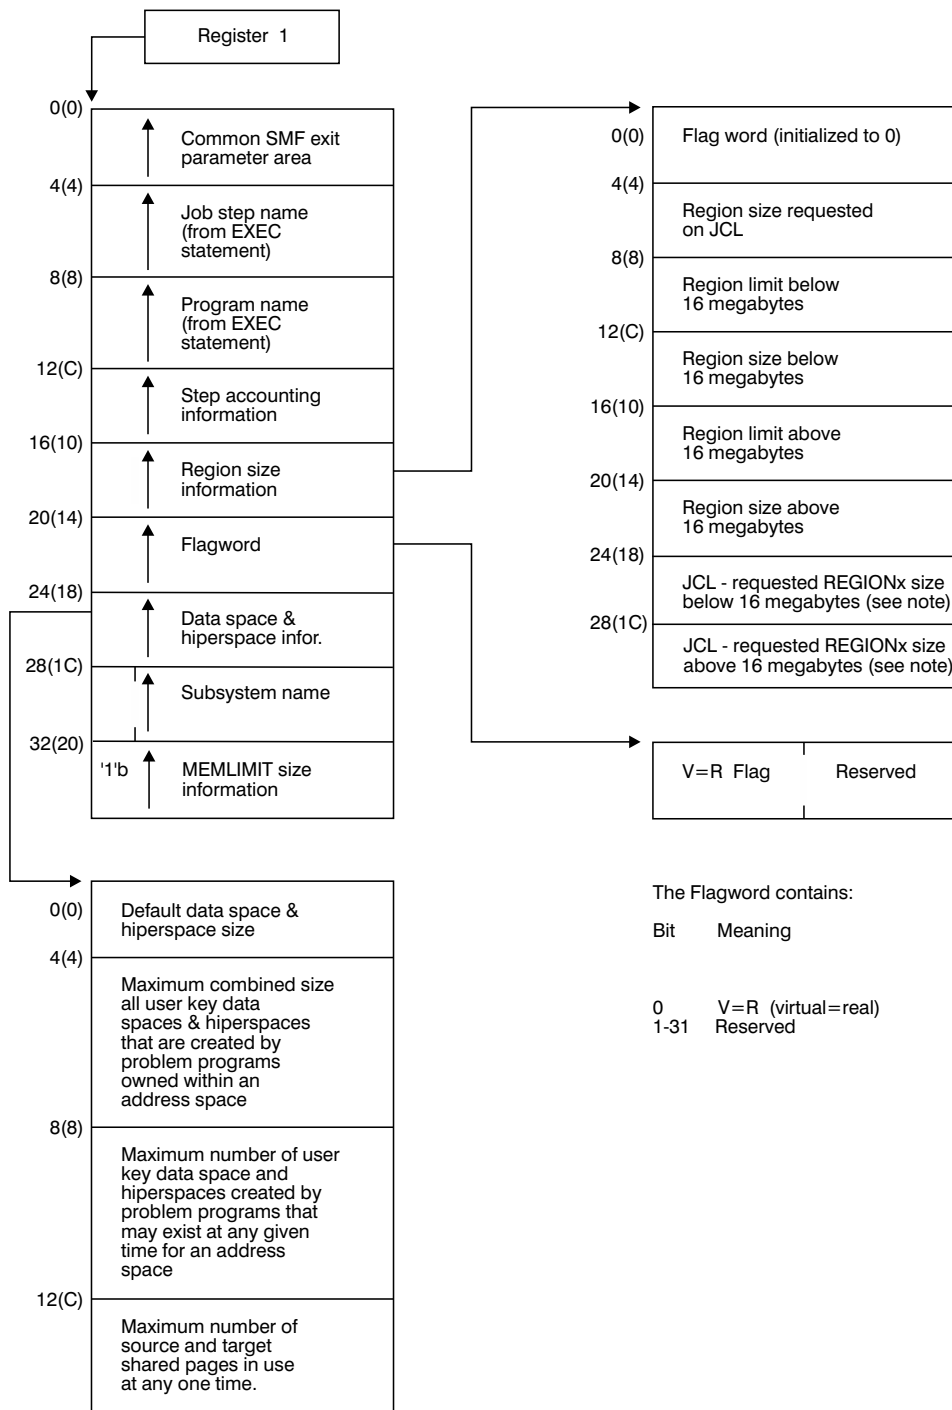 Register 1
0(0)
Common SMF exit
parameter area
4(4)
Job step name
(from EXEC
statement)
8(8)
Program name
(from EXEC
statement)
12(C)
Step accounting
information
16(10)
Region size
information
20(14)
Flagword
24(18)
Data space &
hiperspace infor.
28(1C)
Subsystem name
32(20)
'1'b
MEMLIMIT size
information
0(0)
Flag word (initialized to 0)
4(4)
Region size requested
on JCL
8(8)
Region limit below
16 megabytes
12(C)
Region size below
16 megabytes
16(10)
Region limit above
16 megabytes
20(14)
Region size above
16 megabytes
24(18)
JCL - requested REGIONx size
below 16 megabytes (see note)
28(1C)
JCL - requested REGIONx size
above 16 megabytes (see note)
V=R Flag
Reserved
The Flagword contains:
Bit Meaning
0 V=R (virtual=real)
1-31 Reserved
0(0)
Default data space &
hiperspace size
4(4)
Maximum combined size
all user key data
spaces & hiperspaces
that are created by
problem programs
owned within an
address space
8(8)
Maximum number of user
key data space and
hiperspaces created by
problem programs that
may exist at any given
time for an address
space
12(C)
Maximum number of
source and target
shared pages in use
at any one time.